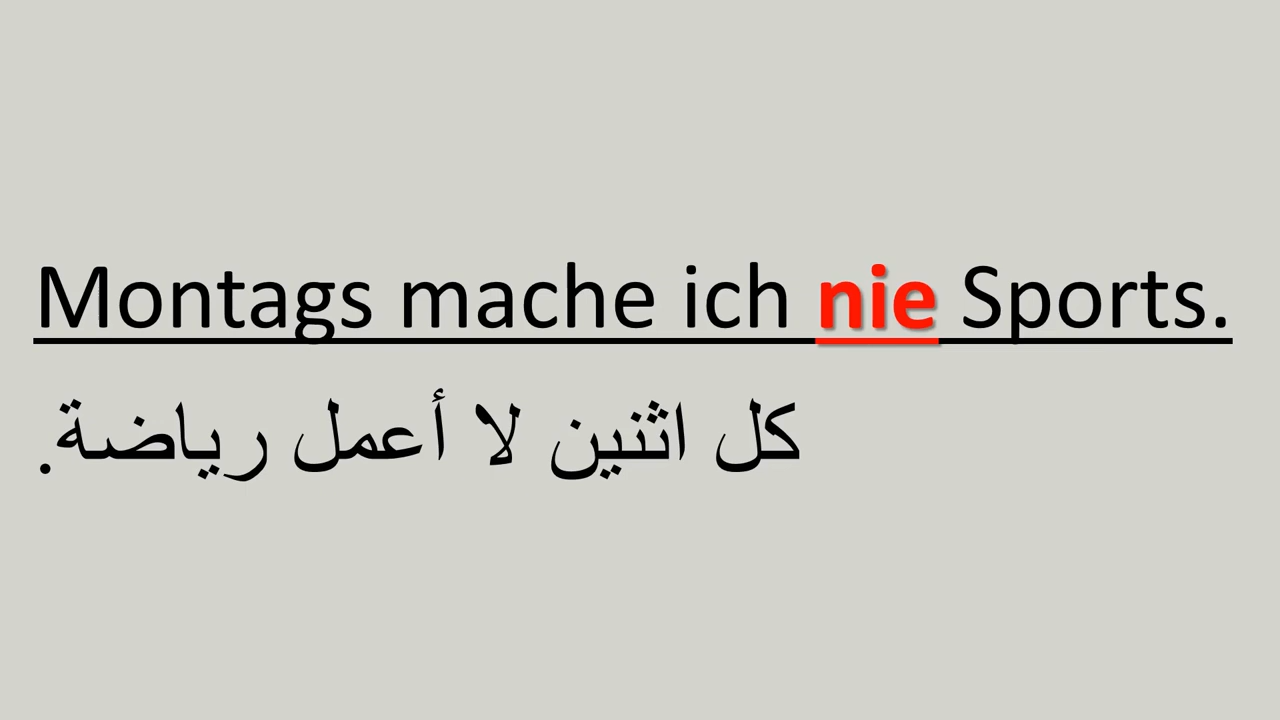 Montags mache ich nie Sports.
كل اثنين لا أعمل رياضة.